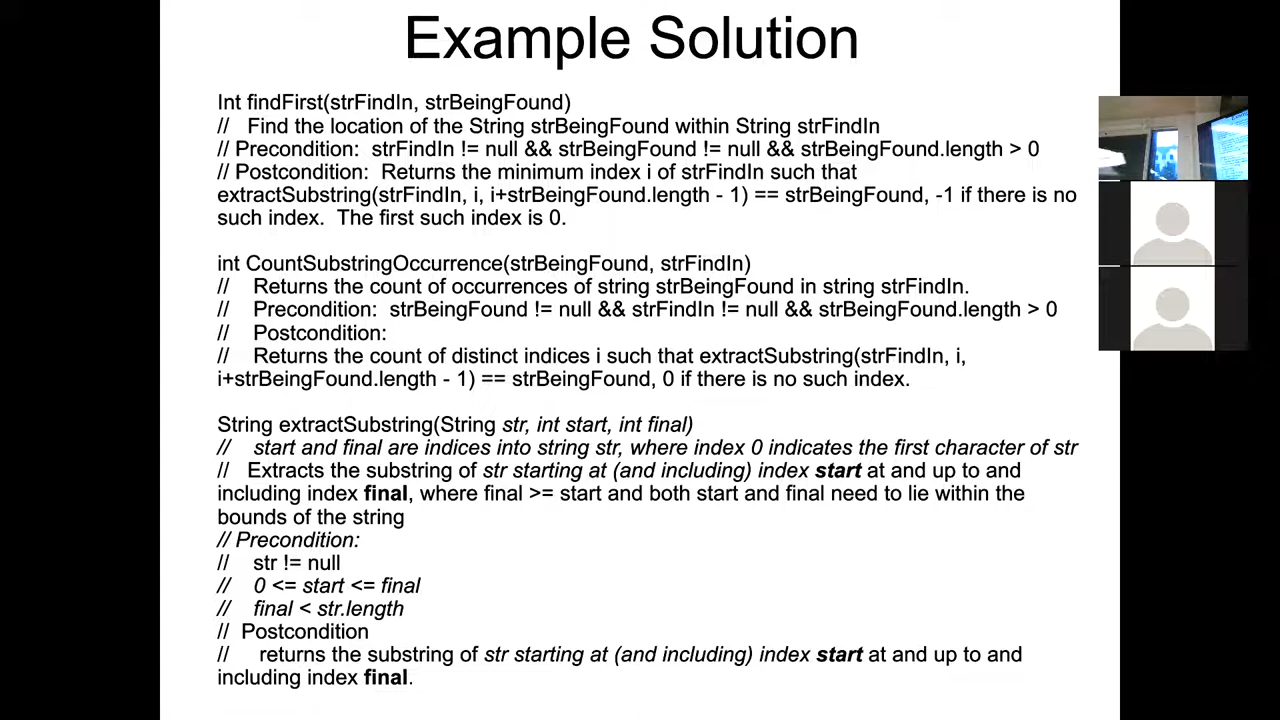 Example Solution
Int findFirst(strFindIn, strBeingFound)
// Find the location of the String strBeingFound within String strFindIn
// Precondition: strFindIn != null && strBeingFound != null && strBeingFound.length > 0
// Postcondition: Returns the minimum index i of strFindIn such that
extractSubstring(strFindIn, i, i+strBeingFound.length - 1) == strBeingFound, -1 if there is no
such index. The first such index is 0.
int CountSubstringOccurrence(strBeingFound, strFindIn)
// Returns the count of occurrences of string strBeingFound in string strFindIn.
// Precondition: strBeingFound != null && strFindIn != null && strBeingFound.length > 0
// Postcondition:
// Returns the count of distinct indices i such that extractSubstring(strFindIn, i,
i+strBeingFound.length - 1) == strBeingFound, 0 if there is no such index.
String extractSubstring(String str, int start, int final)
// start and final are indices into string str, where index 0 indicates the first character of str
// Extracts the substring of str starting at (and including) index start at and up to and
including index final, where final >= start and both start and final need to lie within the
bounds of the string
// Precondition:
// str != null
// 0 <= start <= final
// final < str.length
// Postcondition
// returns the substring of str starting at (and including) index start at and up to and
including index final.